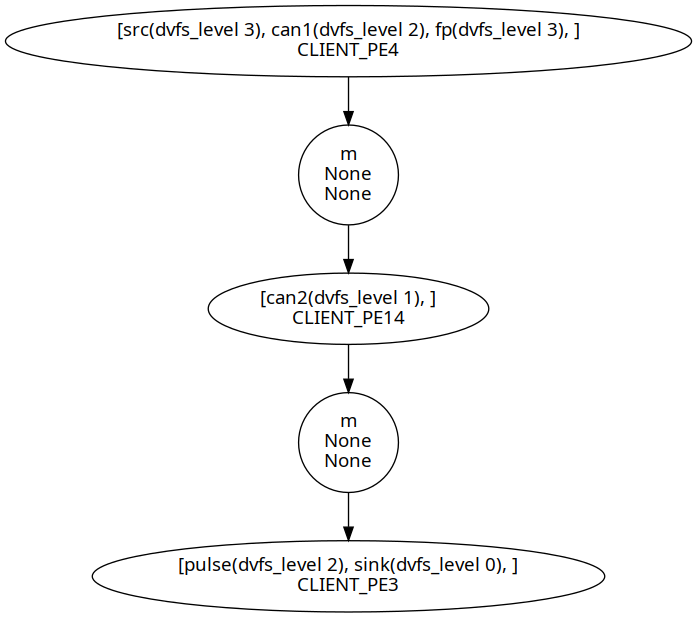 [src(dvfs_level 3), can1(dvfs_level 2), fp(dvfs_level 3), ]
CLIENT_PE4
m
None
None
[can2(dvfs_level 1), ]
CLIENT_PE14
m
None
None
[pulse(dvfs_level 2), sink(dvfs_level 0), ]
CLIENT_PE3